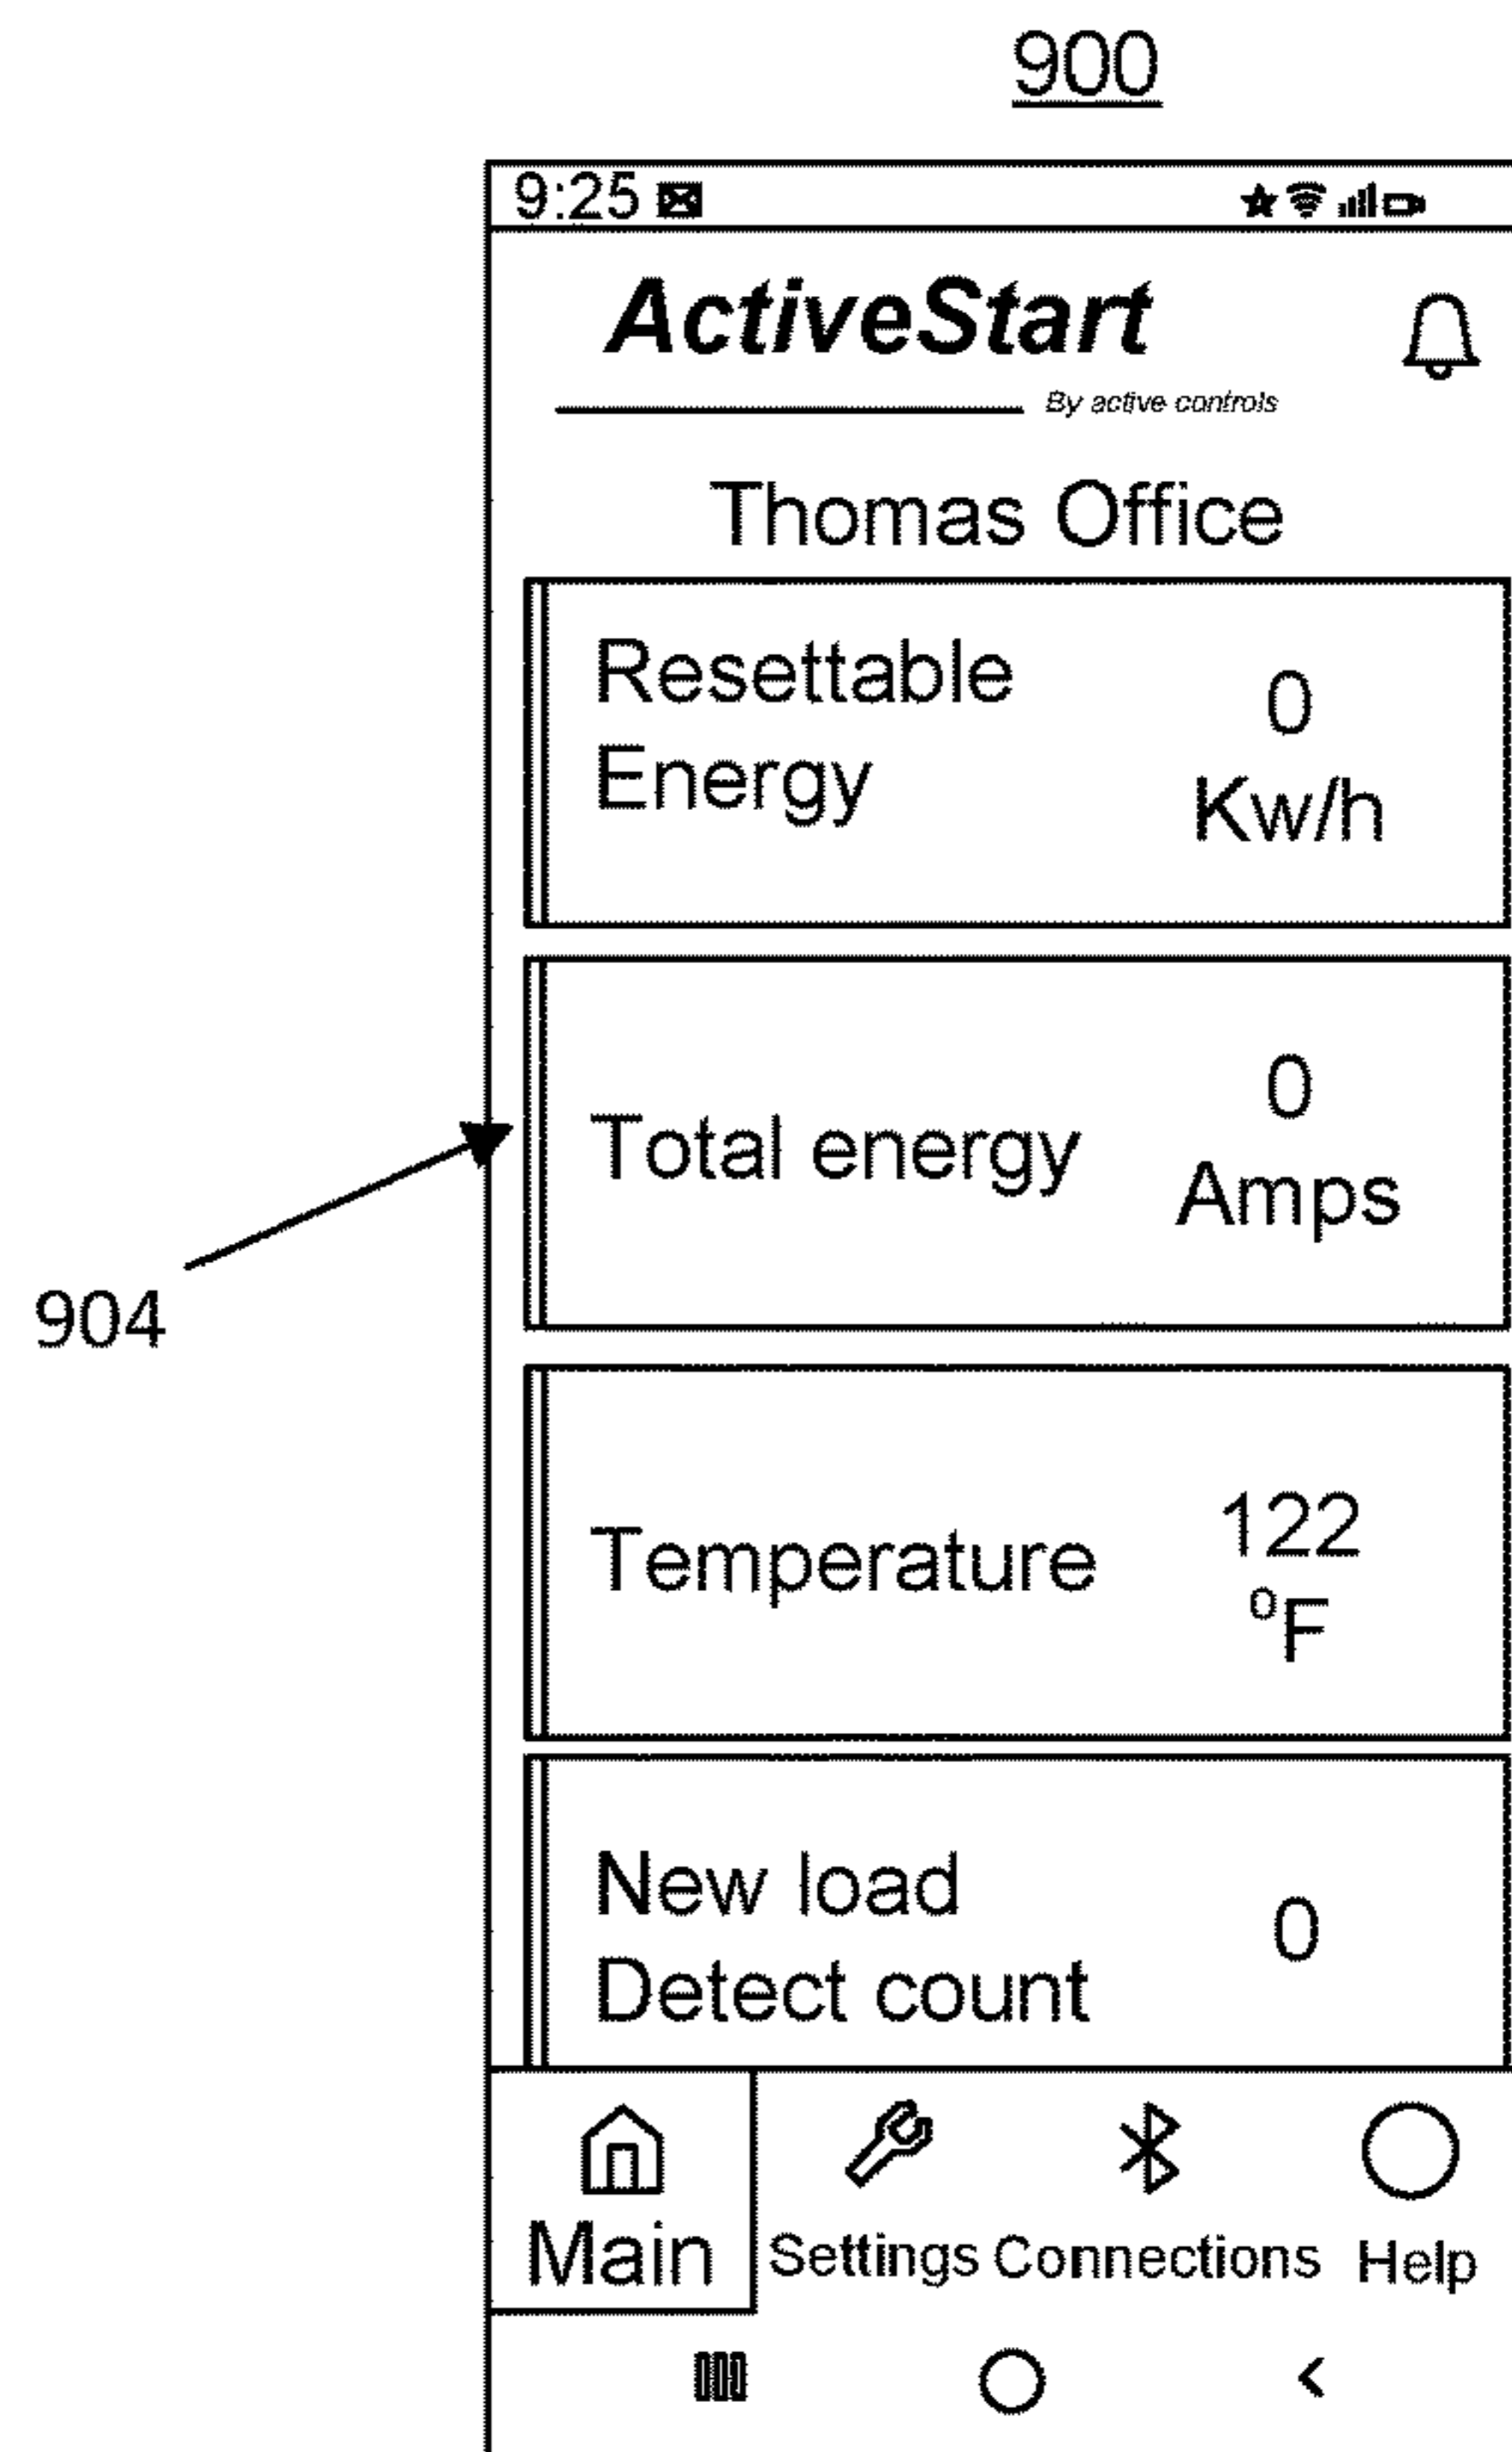 900
9:25
ActiveStart
By active controls
Thomas Office
Resettable
Energy
0
Kw/h
Total energy
0
Amps
904
Temperature
122
°F
New load
Detect count
0
Main Settings Connections Help